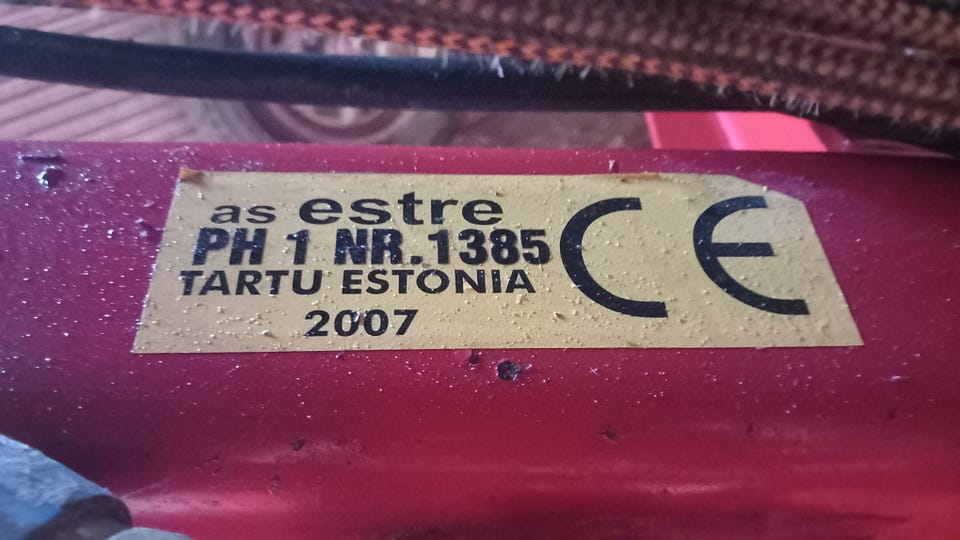 as estre
PH 1 NR.1385
TARTU ESTONIA
2007
CE